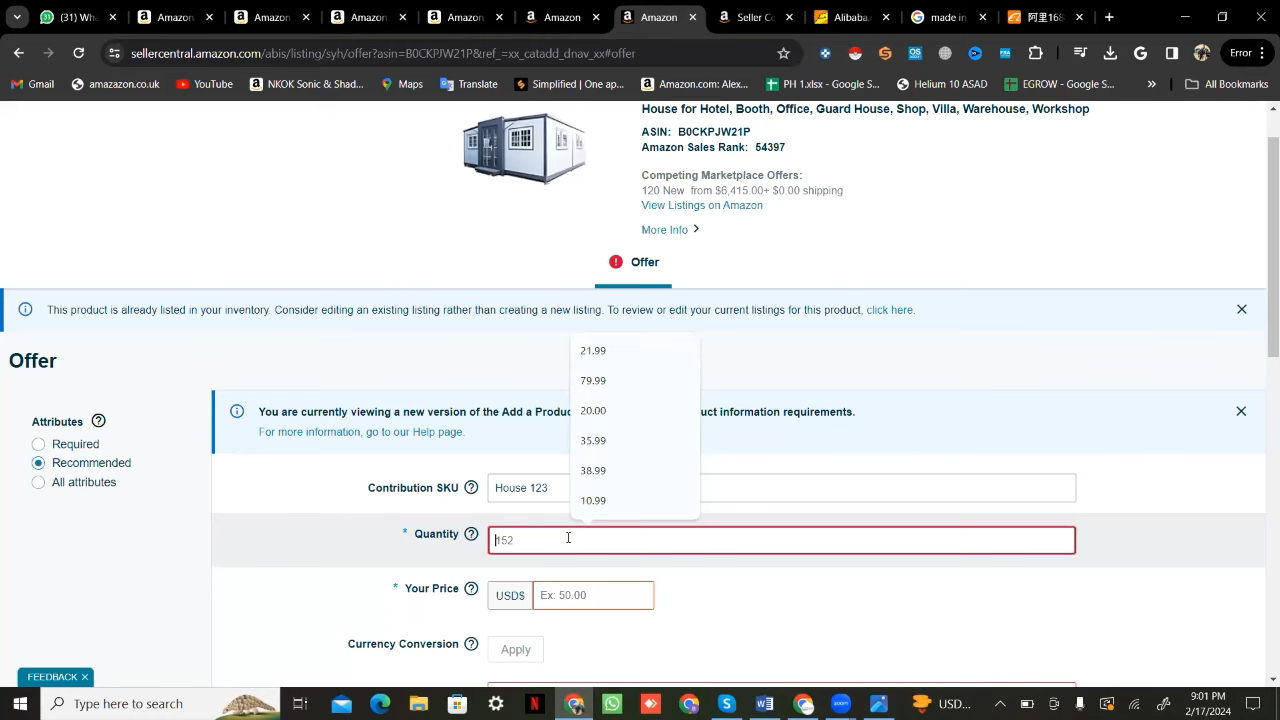 (31) Wha
Amazon
Amazon
Amazon
Amazon
Amazon
Amazon
Seller Ce
Alibaba.
made in
阿里168
Error
sellercentral.amazon.com/abis/listing/syh/offer?asin=B0CKPJW21P&ref_=xx_catadd_dnav_xx#offer
Gmail
amazazon.co.uk
YouTube
NKOK Sonic & Shad...
Maps
Translate
Simplified | One ap...
Amazon.com: Alex...
PH 1.xlsx - Google S...
Helium 10 ASAD
EGROW - Google S...
All Bookmarks
House for Hotel, Booth, Office, Guard House, Shop, Villa, Warehouse, Workshop
ASIN: B0CKPJW21P
Amazon Sales Rank: 54397
Competing Marketplace Offers:
120 New from $6,415.00+ $0.00 shipping
View Listings on Amazon
More Info
Offer
This product is already listed in your inventory. Consider editing an existing listing rather than creating a new listing. To review or edit your current listings for this product, click here.
Offer
Attributes
Required
Recommended
All attributes
You are currently viewing a new version of the Add a Produ
uct information requirements.
For more information, go to our Help page.
21.99
79.99
20.00
35.99
38.99
10.99
Contribution SKU
House 123
* Quantity
152
* Your Price
USD$
Ex: 50.00
Currency Conversion
Apply
FEEDBACK
Type here to search
USD...
9:01 PM
2/17/2024